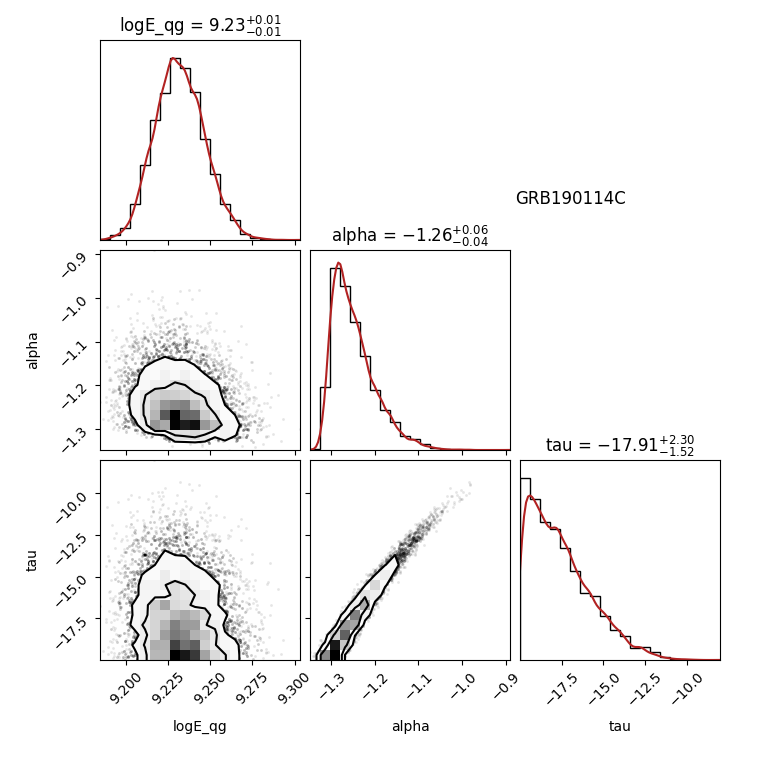 logE_qg = 9.23+0.01 −0.01
GRB190114C
alpha = −1.26+0.06 −0.04
−0.9
−1.0
−1.1
−1.2
−1.3
alpha
tau = −17.91+2.30 −1.52
−10.0
−12.5
−15.0
−17.5
tau
9.200 9.225 9.250 9.275 9.300
−1.3 −1.2 −1.1 −1.0 −0.9
−17.5 −15.0 −12.5 −10.0
logE_qg alpha tau